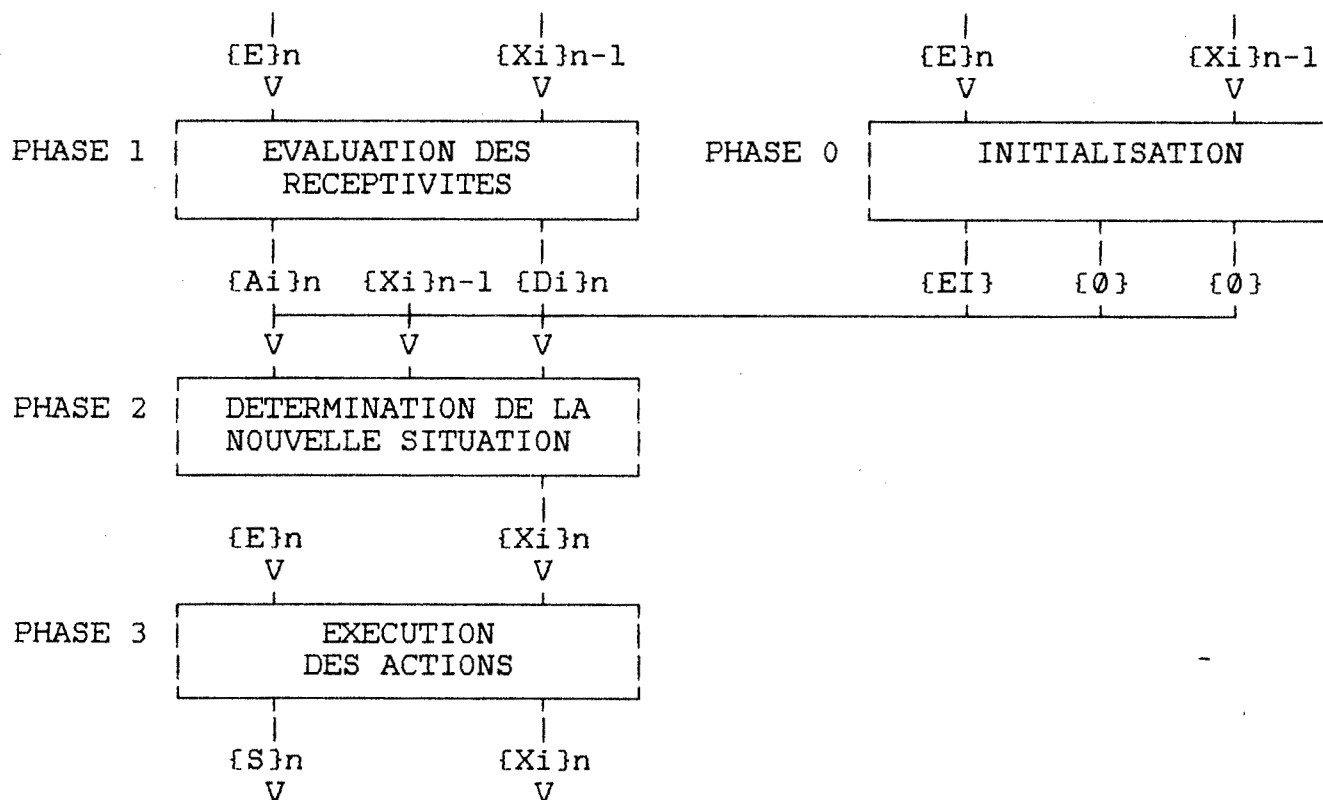 {E}n {Xi}n-1 {E}n {Xi}n-1
V V V V
PHASE 1 EVALUATION DES PHASE 0 INITIALISATION
RECEPTIVITES
{Ai}n {Xi}n-1 {Di}n {EI} {Ø} {Ø}
V V V
PHASE 2 DETERMINATION DE LA
NOUVELLE SITUATION
{E}n {Xi}n
V V
PHASE 3 EXECUTION
DES ACTIONS
{S}n {Xi}n
V V